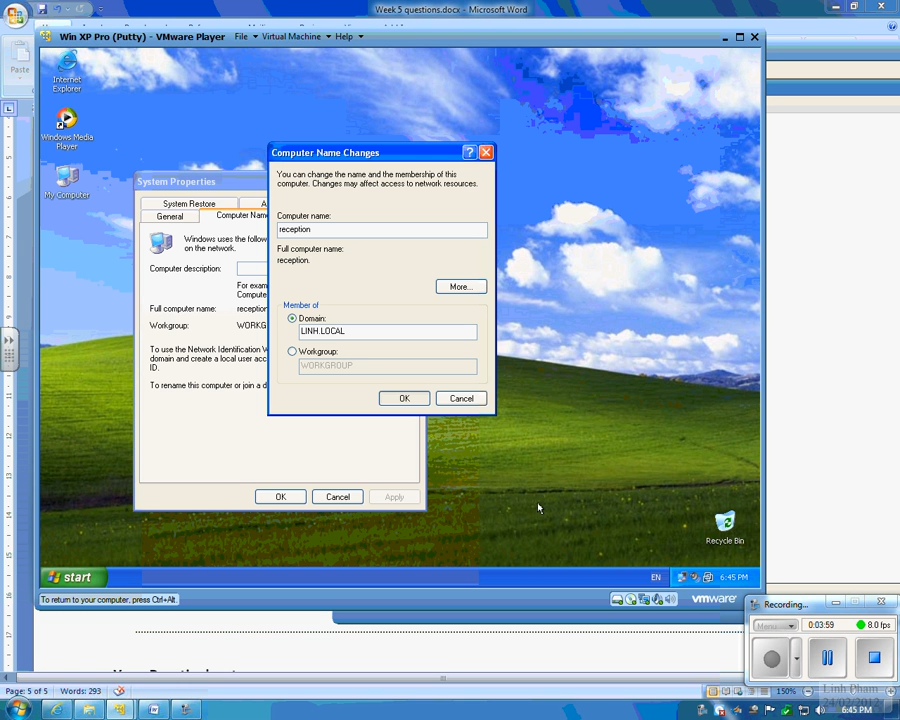 Week 5 questions.docx - Microsoft Word
Paste
Win XP Pro (Putty) - VMware Player File Virtual Machine Help
Internet
Explorer
Windows Media
Player
My Computer
System Properties
System Restore
General
Computer Name
Windows uses the follow
on the network.
Computer description:
For exam
Compute
Full computer name:
reception
Workgroup:
WORKG
To use the Network Identification W
domain and create a local user acc
ID.
To rename this computer or join a d
OK
Cancel
Apply
Computer Name Changes
You can change the name and the membership of this
computer. Changes may affect access to network resources.
Computer name:
reception
Full computer name:
reception.
More...
Member of
Domain:
LINH.LOCAL
Workgroup:
WORKGROUP
OK
Cancel
Recycle Bin
start
EN
6:45 PM
To return to your computer, press Ctrl+Alt.
vmware
Recording...
Menu
0:03:59
8.0 fps
Page: 5 of 5
Words: 293
150%
Linh Pham
24/02/2012
6:45 PM